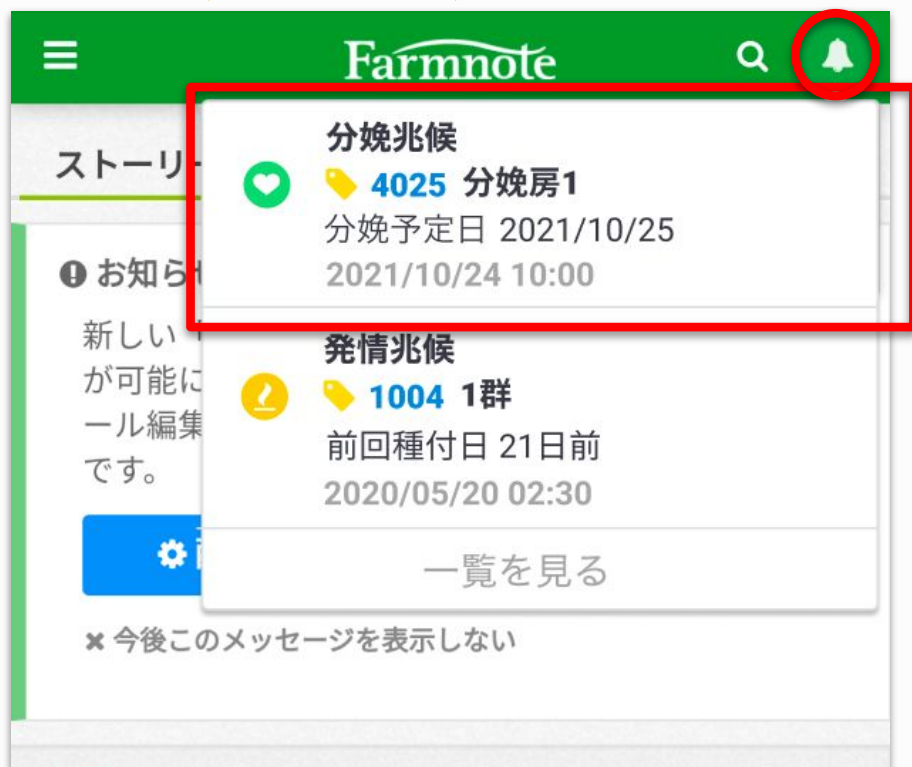 Farmnote
ストーリー
分娩兆候
4025 分娩房1
分娩予定日 2021/10/25
2021/10/24 10:00
発情兆候
1004 1群
前回種付日 21日前
2020/05/20 02:30
一覧を見る
お知らせ
新しい「
が可能に
ール編集
です。
今後このメッセージを表示しない